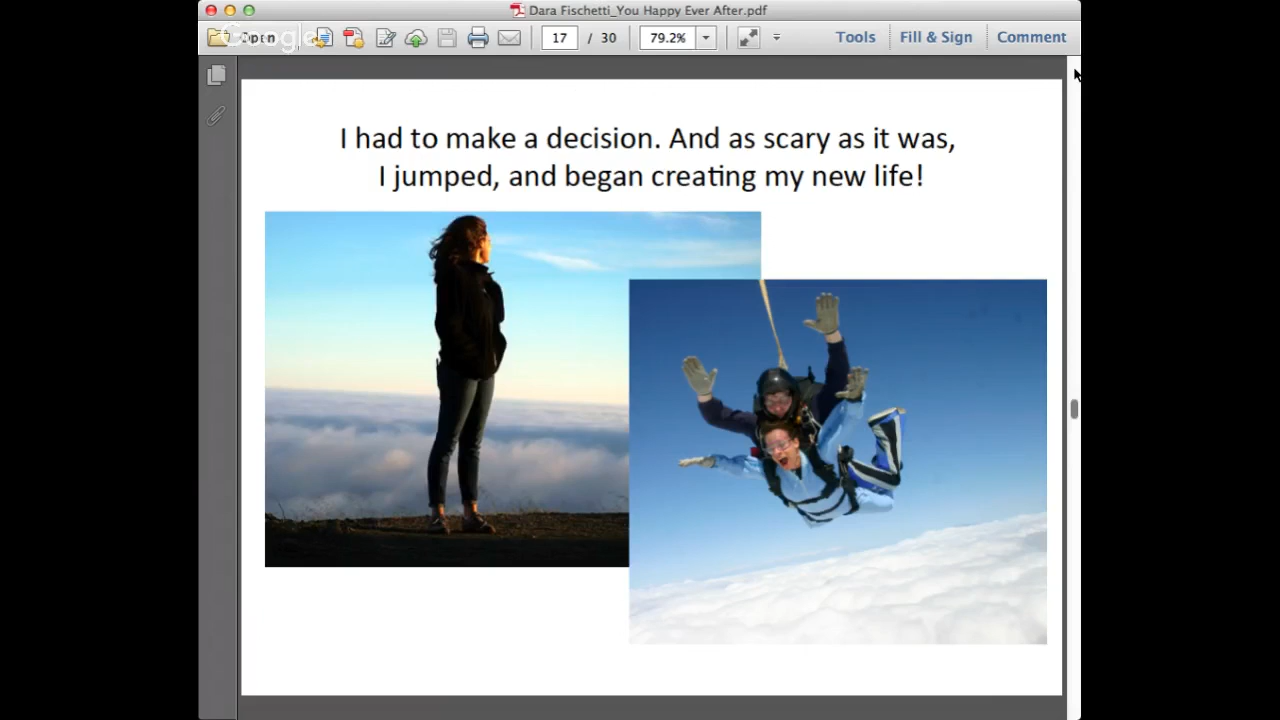 Dara Fischetti_You Happy Ever After.pdf
Google
Open
17 / 30
79.2%
Tools
Fill & Sign
Comment
I had to make a decision. And as scary as it was,
I jumped, and began creating my new life!